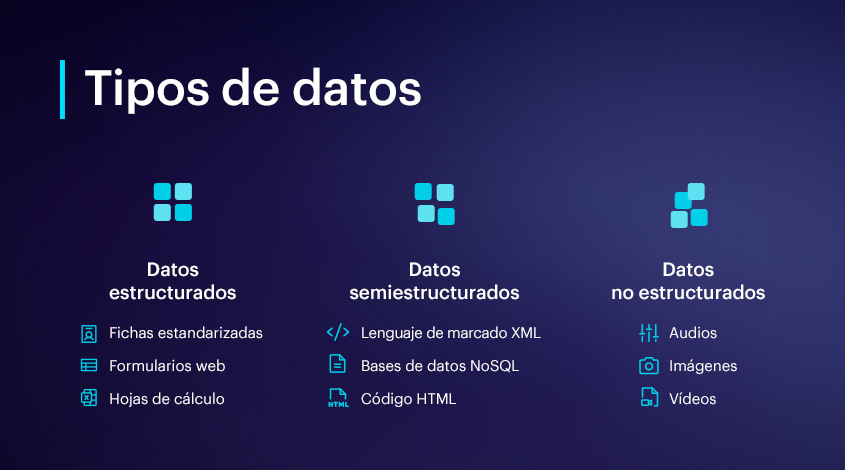 Tipos de datos
Datos
estructurados
Fichas estandarizadas
Formularios web
Hojas de cálculo
Datos
semiestructurados
Lenguaje de marcado XML
Bases de datos NoSQL
HTML
Código HTML
Datos
no estructurados
Audios
Imágenes
Vídeos